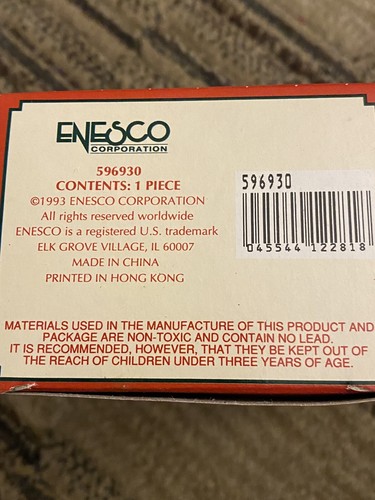 ENESCO
CORPORATION
596930
CONTENTS: 1 PIECE
©1993 ENESCO CORPORATION
All rights reserved worldwide
ENESCO is a registered U.S. trademark
ELK GROVE VILLAGE, IL 60007
MADE IN CHINA
PRINTED IN HONG KONG
596930
045544 122818
MATERIALS USED IN THE MANUFACTURE OF THIS PRODUCT AND
PACKAGE ARE NON-TOXIC AND CONTAIN NO LEAD.
IT IS RECOMMENDED, HOWEVER, THAT THEY BE KEPT OUT OF
THE REACH OF CHILDREN UNDER THREE YEARS OF AGE.